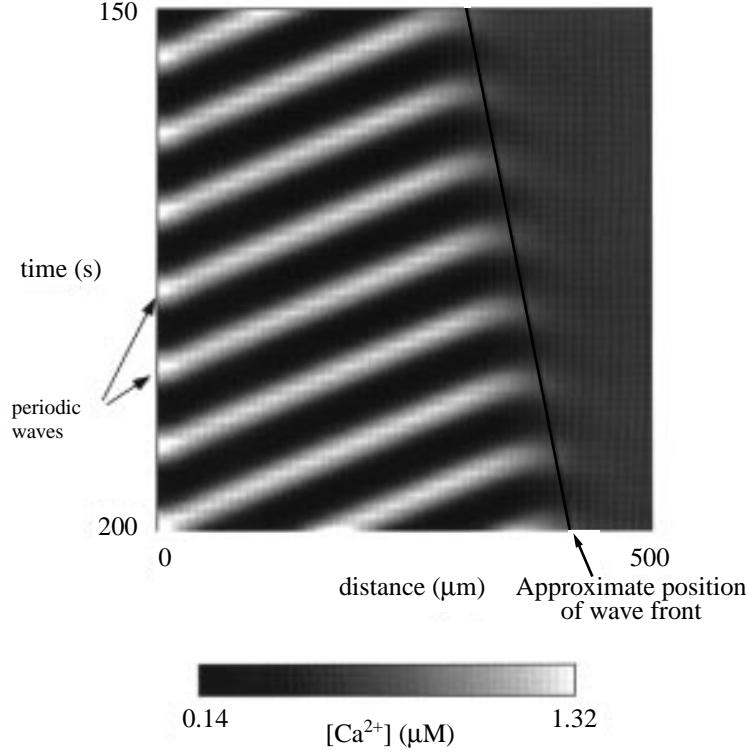 150
time (s)
periodic
waves
200
0
500
distance (μm)
Approximate position
of wave front
0.14
1.32
[Ca²⁺] (μM)